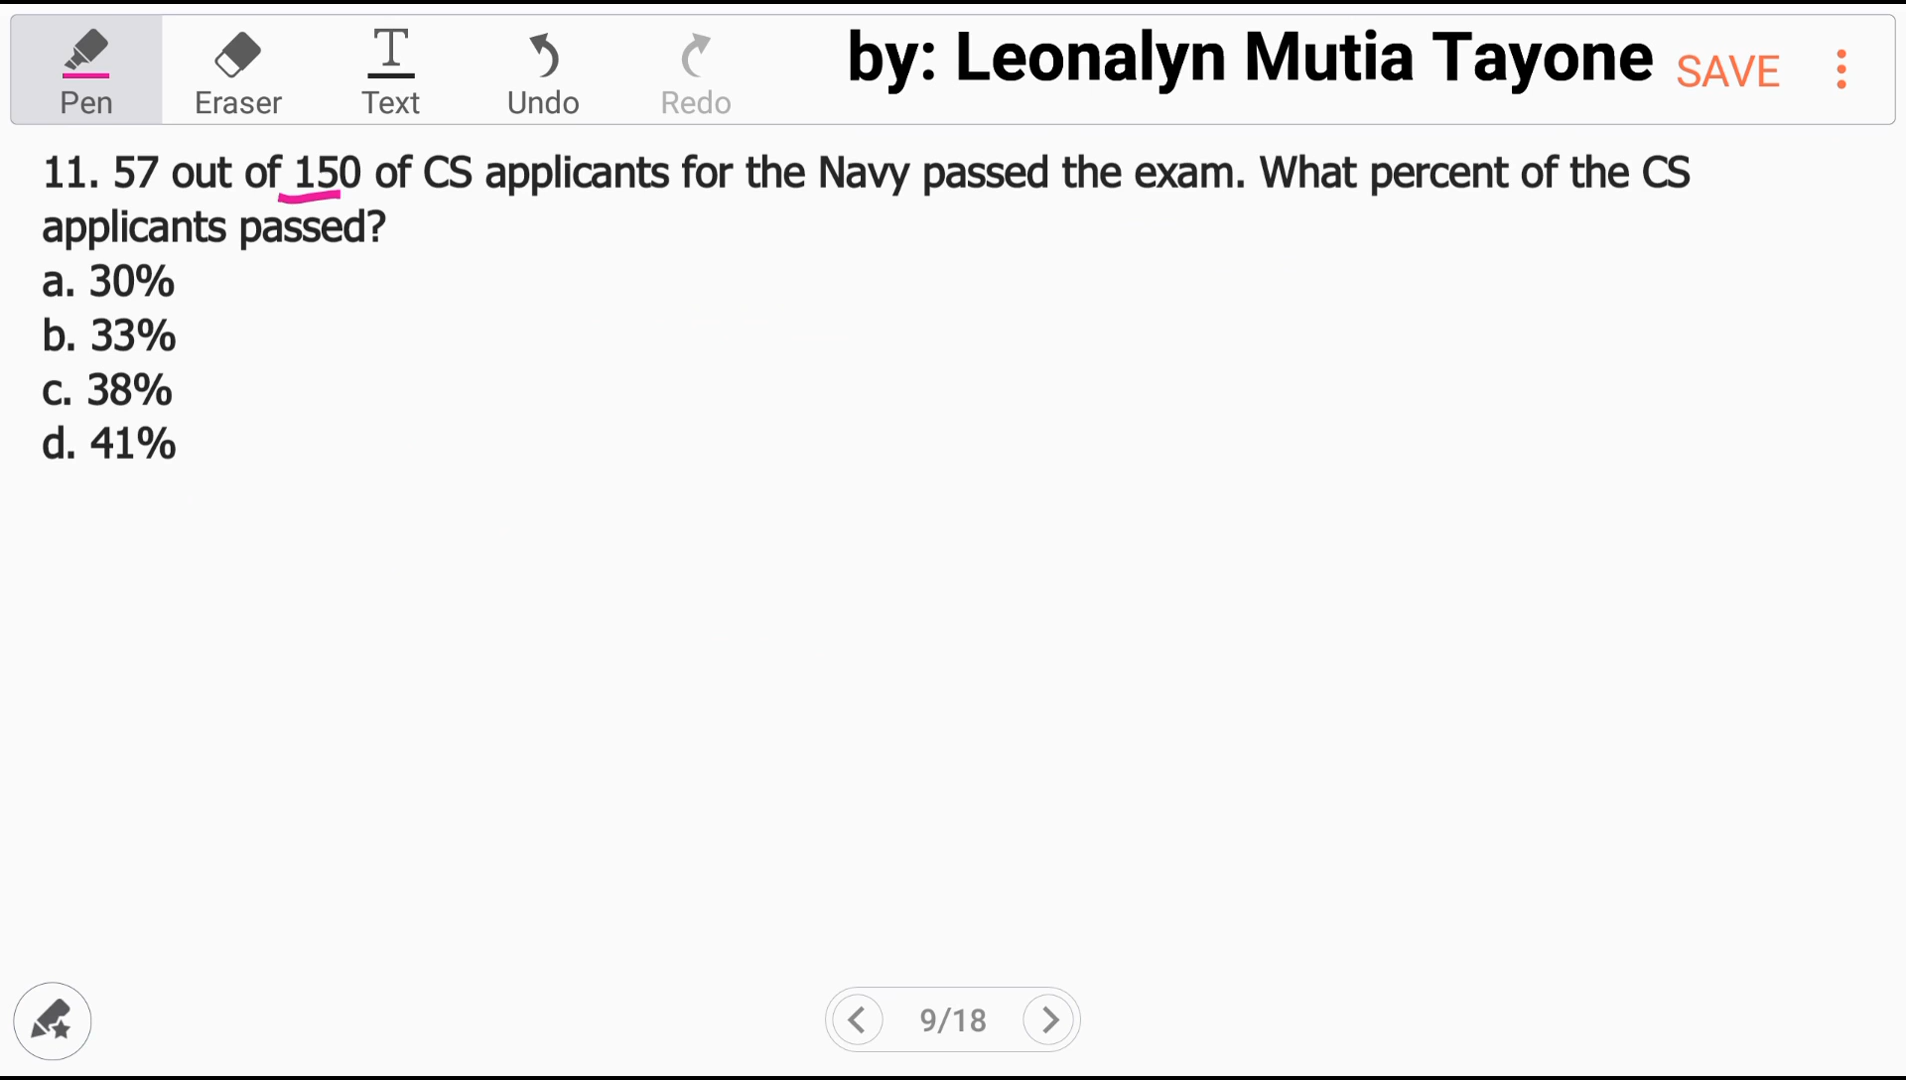 by: Leonalyn Mutia Tayone
SAVE
Pen
Eraser
Text
Undo
Redo
11. 57 out of 150 of CS applicants for the Navy passed the exam. What percent of the CS
applicants passed?
a. 30%
b. 33%
c. 38%
d. 41%
9/18